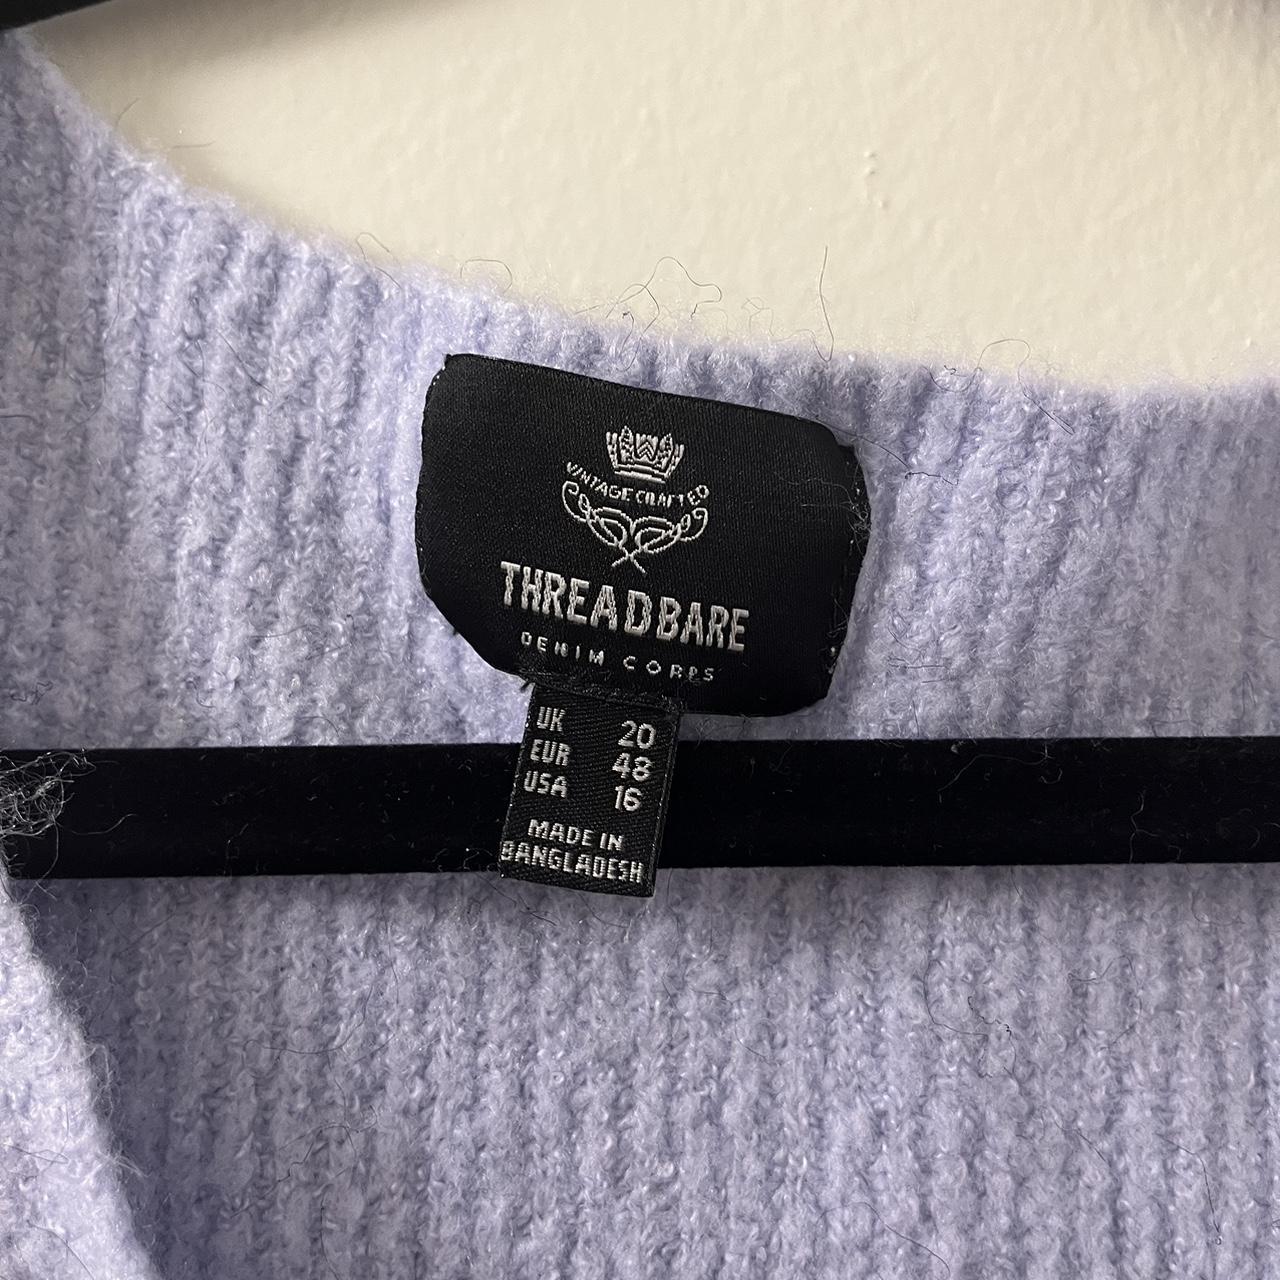 VINTAGE CRAFTED
THREADBARE
DENIM CORPS
UK 20
EUR 48
USA 16
MADE IN
BANGLADESH